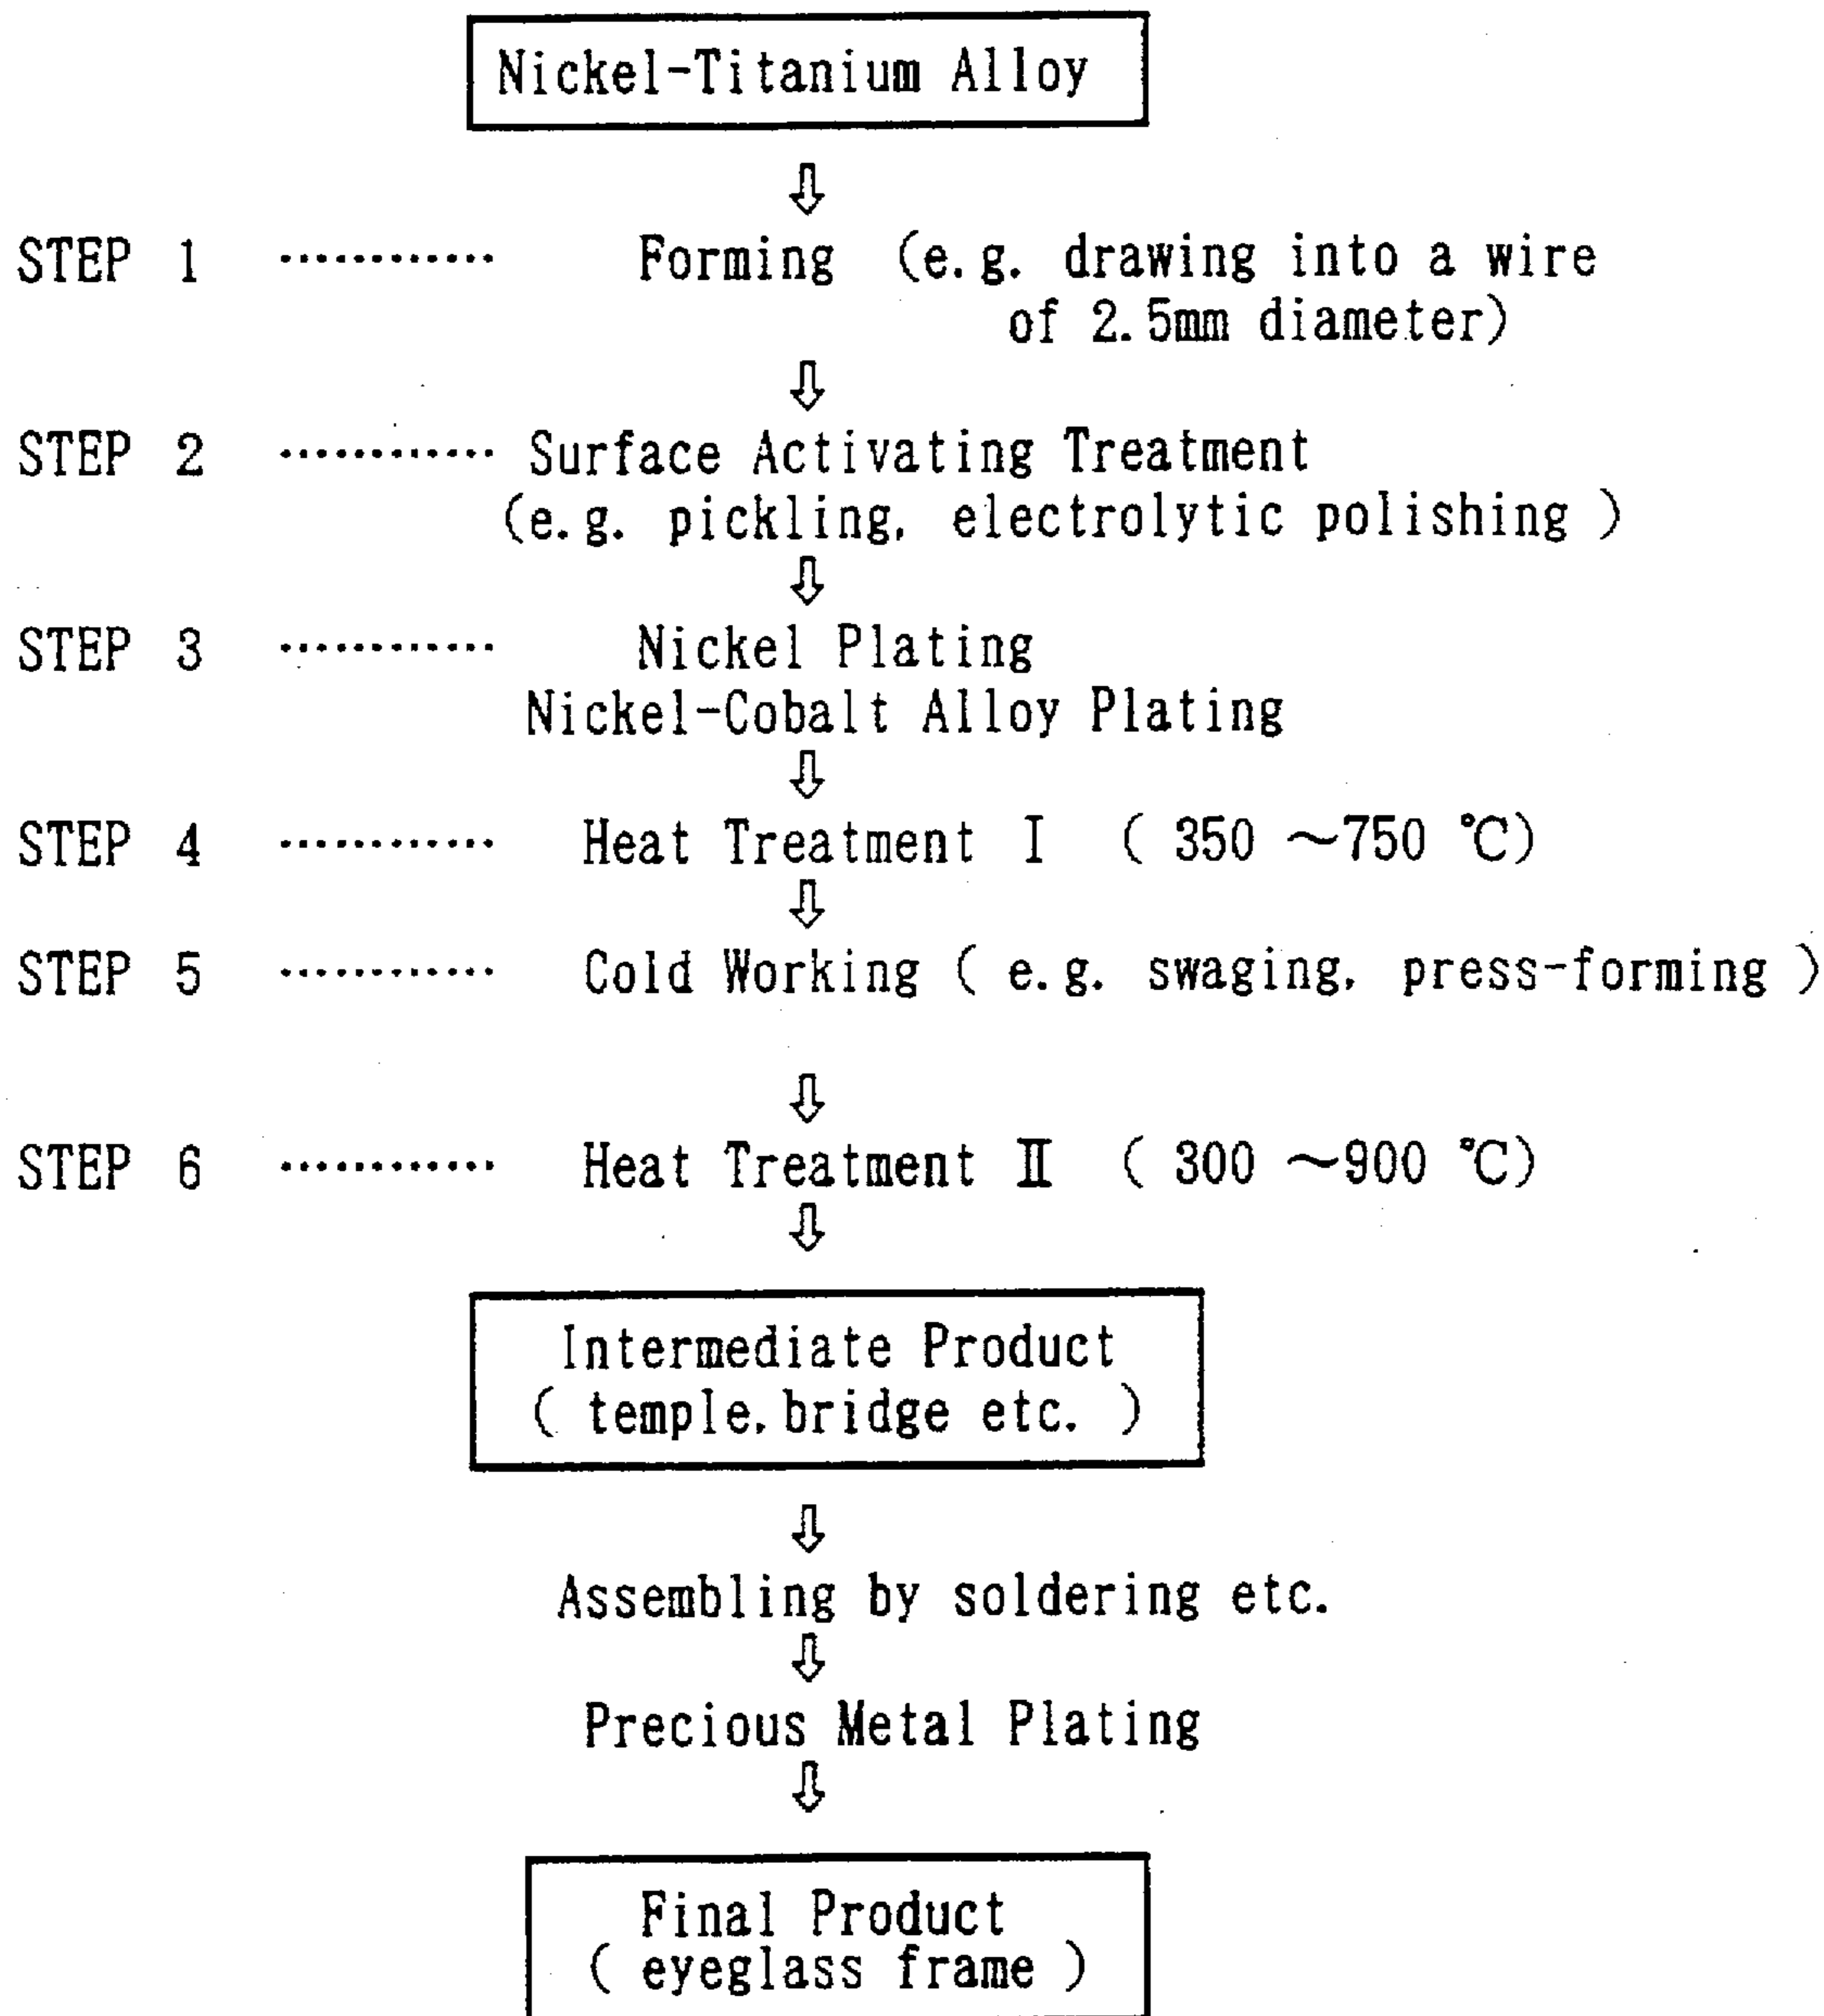 Nickel-Titanium Alloy
⇩
STEP 1 ············ Forming (e.g. drawing into a wire
of 2.5mm diameter)
⇩
STEP 2 ············ Surface Activating Treatment
(e.g. pickling, electrolytic polishing )
⇩
STEP 3 ············ Nickel Plating
Nickel-Cobalt Alloy Plating
⇩
STEP 4 ············ Heat Treatment I ( 350 ~750 ℃)
⇩
STEP 5 ············ Cold Working ( e.g. swaging, press-forming )
⇩
STEP 6 ············ Heat Treatment II ( 300 ~900 ℃)
⇩
Intermediate Product
( temple, bridge etc. )
⇩
Assembling by soldering etc.
⇩
Precious Metal Plating
⇩
Final Product
( eyeglass frame )